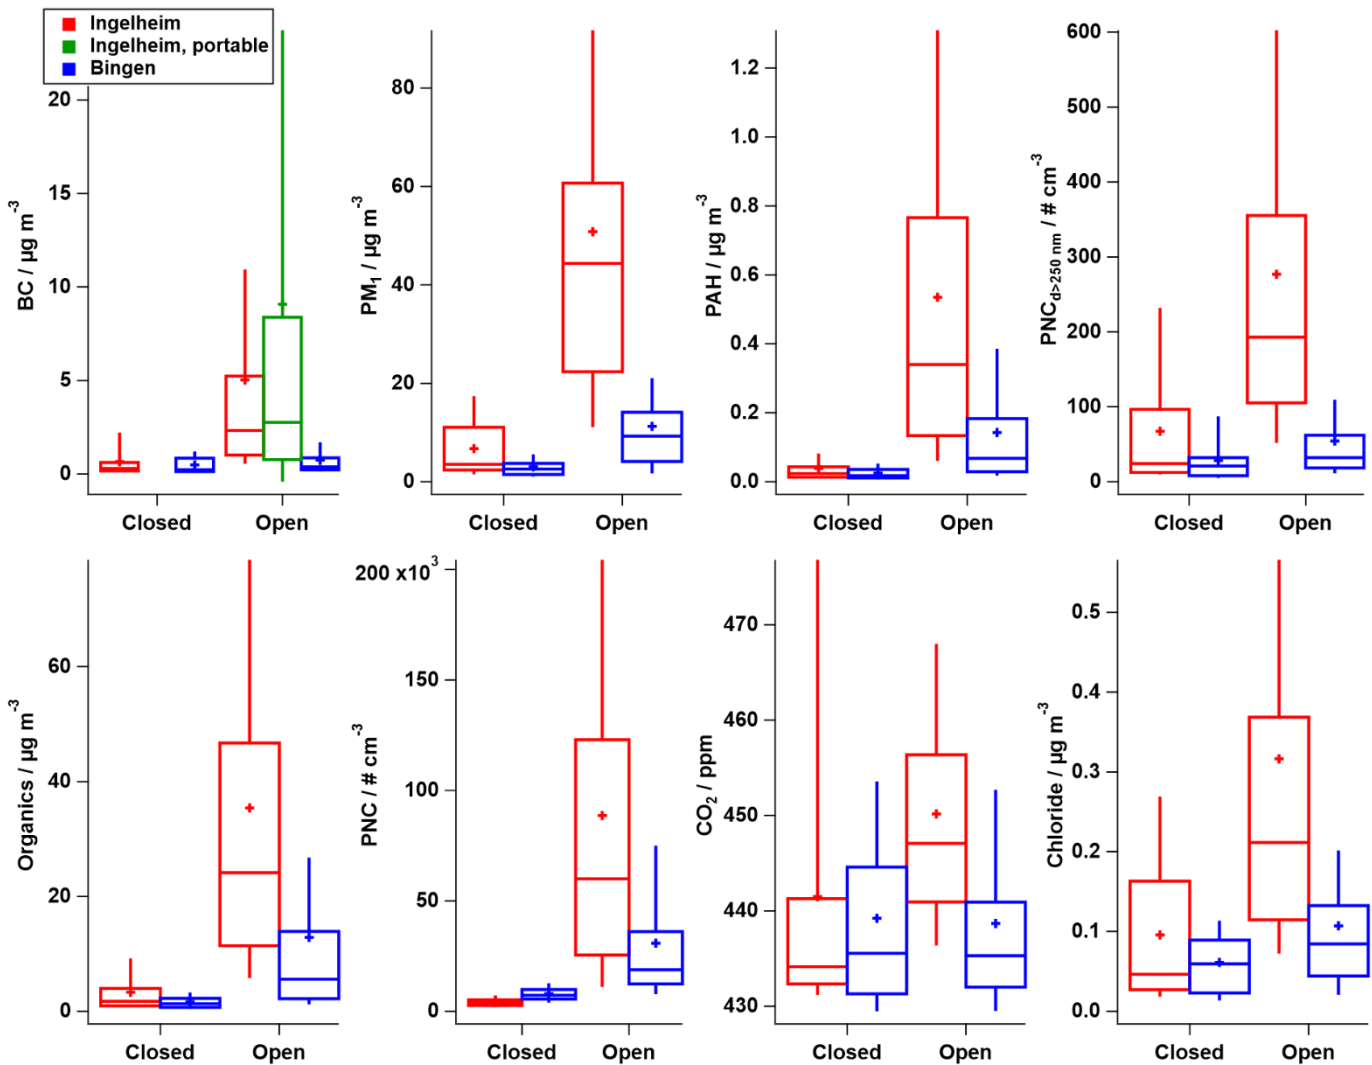 Ingelheim
Ingelheim, portable
Bingen
BC / µg m⁻³
20
15
10
5
0
Closed
Open
PM₁ / µg m⁻³
80
60
40
20
0
Closed
Open
PAH / µg m⁻³
1.2
1.0
0.8
0.6
0.4
0.2
0.0
Closed
Open
PNC_d>250 nm / # cm⁻³
600
500
400
300
200
100
0
Closed
Open
Organics / µg m⁻³
60
40
20
0
Closed
Open
PNC / # cm⁻³
200 x10³
150
100
50
0
Closed
Open
CO₂ / ppm
470
460
450
440
430
Closed
Open
Chloride / µg m⁻³
0.5
0.4
0.3
0.2
0.1
0.0
Closed
Open